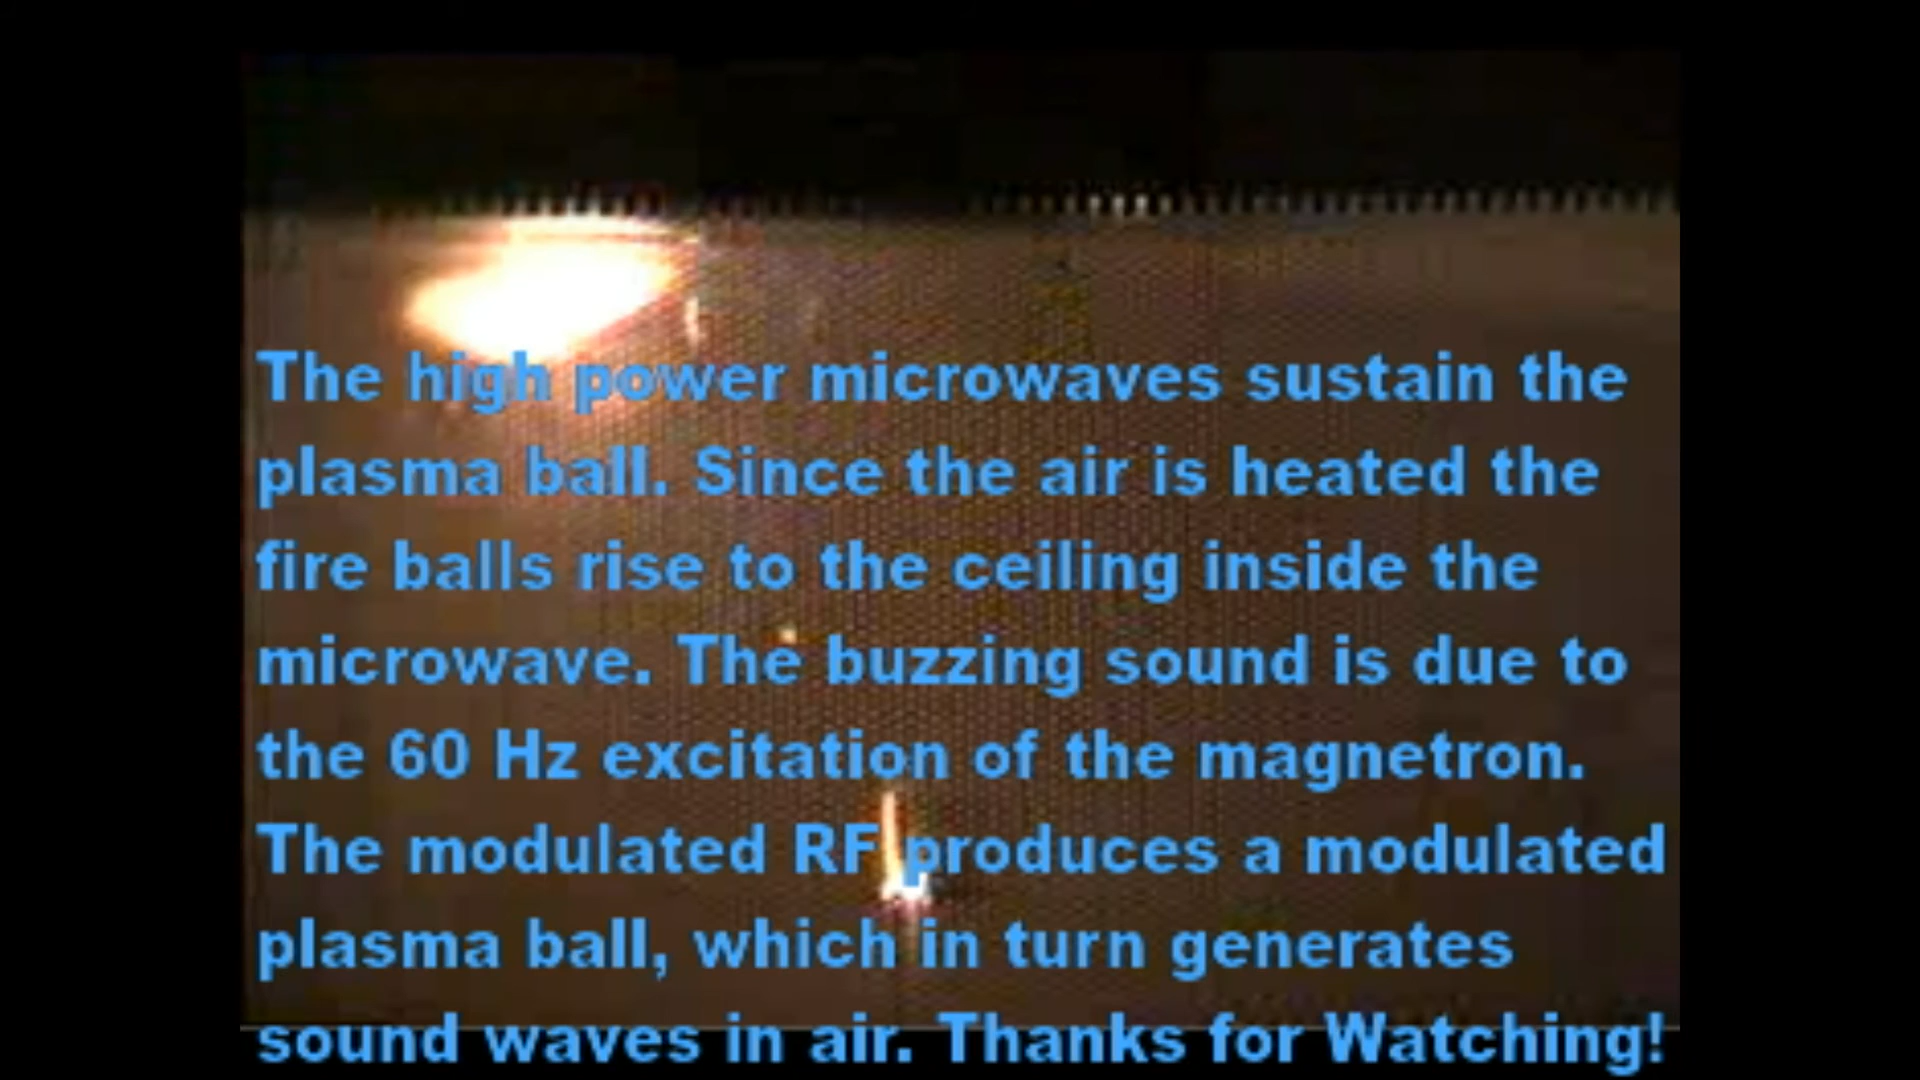 The high power microwaves sustain the
plasma ball. Since the air is heated the
fire balls rise to the ceiling inside the
microwave. The buzzing sound is due to
the 60 Hz excitation of the magnetron.
The modulated RF produces a modulated
plasma ball, which in turn generates
sound waves in air. Thanks for Watching!